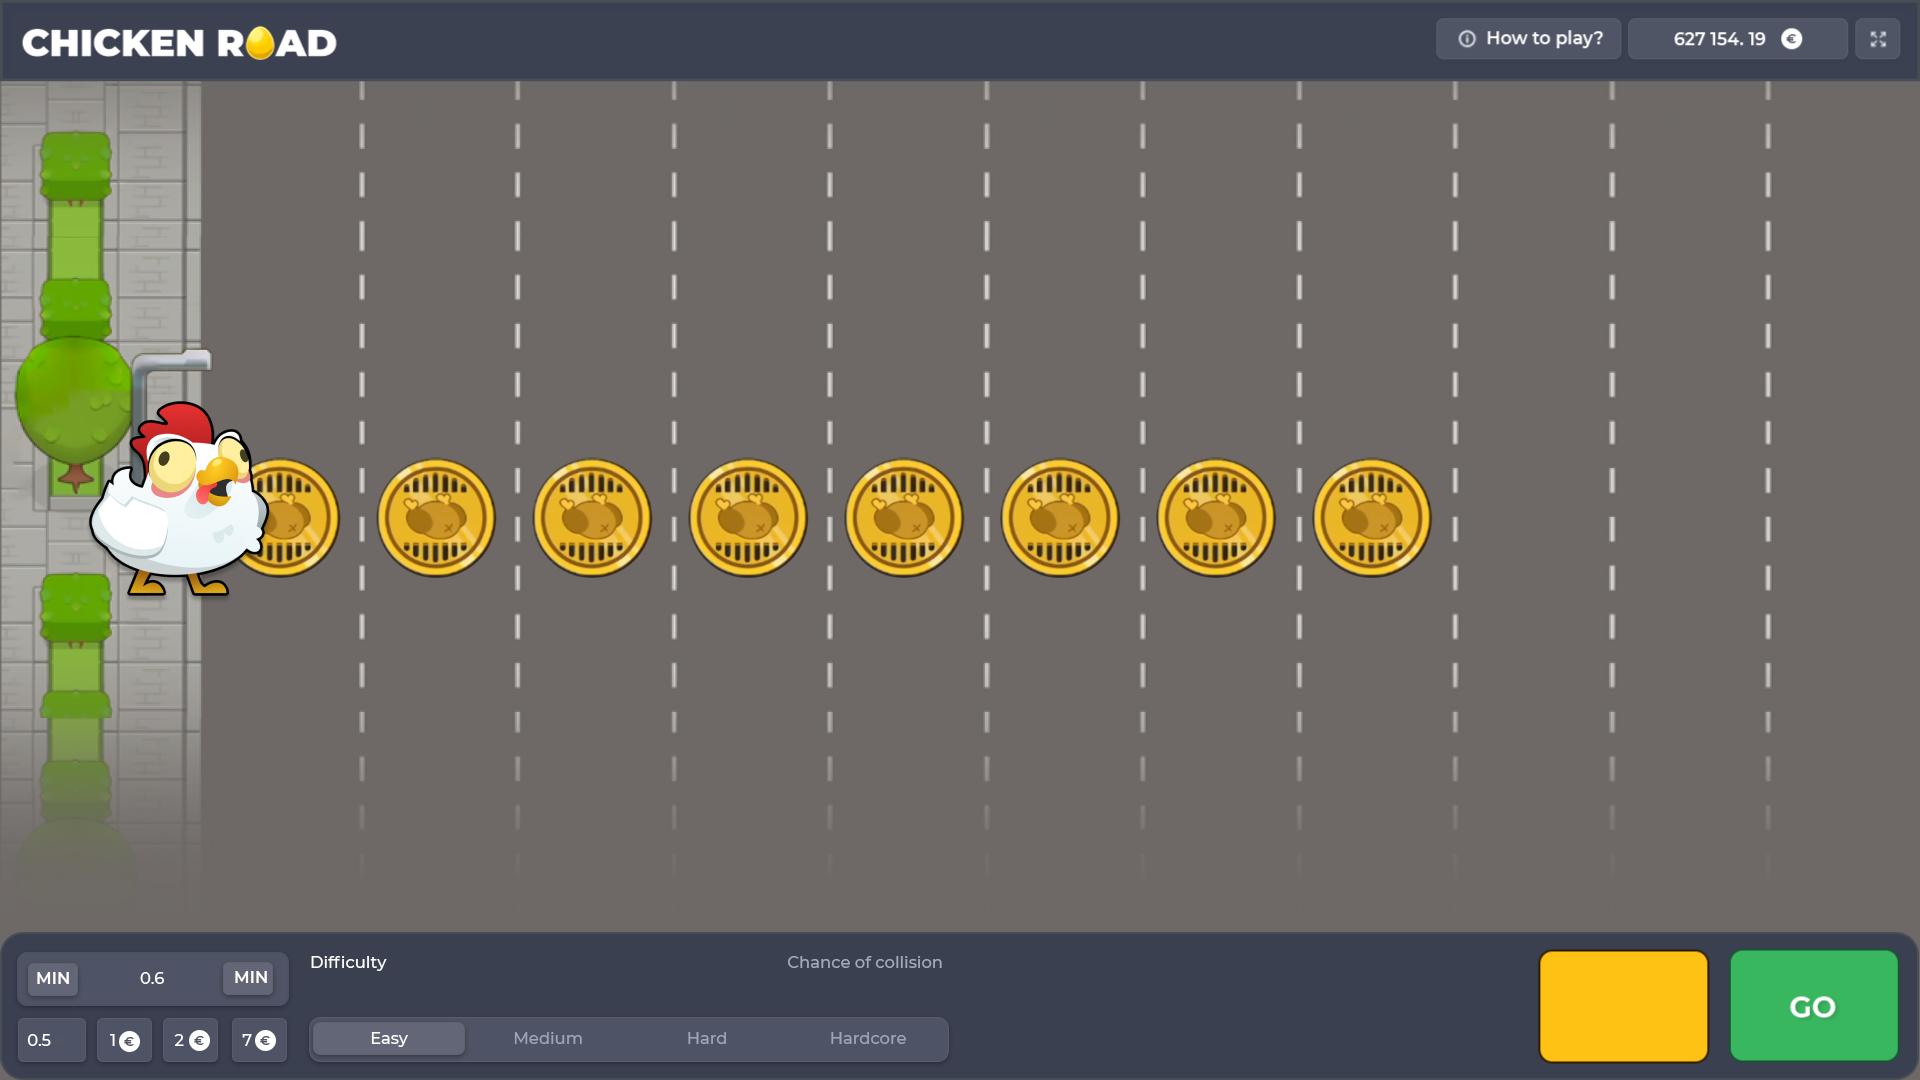 CHICKEN ROAD
How to play?
627 154. 19 €
MIN 0.6 MIN
0.5 1 € 2 € 7 €
Difficulty
Chance of collision
Easy Medium Hard Hardcore
GO